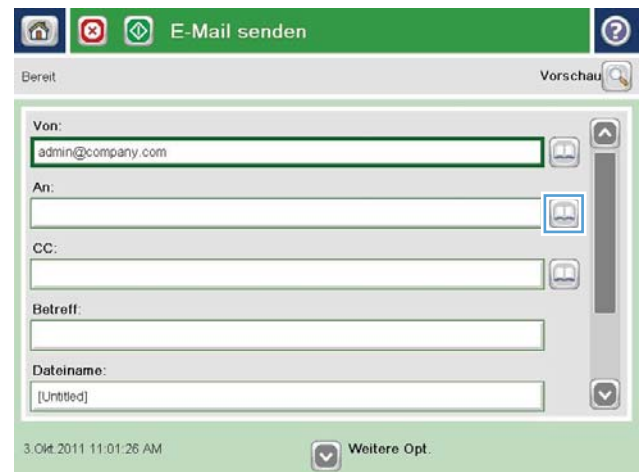 E-Mail senden
Bereit
Vorschau
Von:
admin@company.com
An:
CC:
Betreff:
Dateiname:
[Untitled]
3.Okt.2011 11:01:26 AM
Weitere Opt.